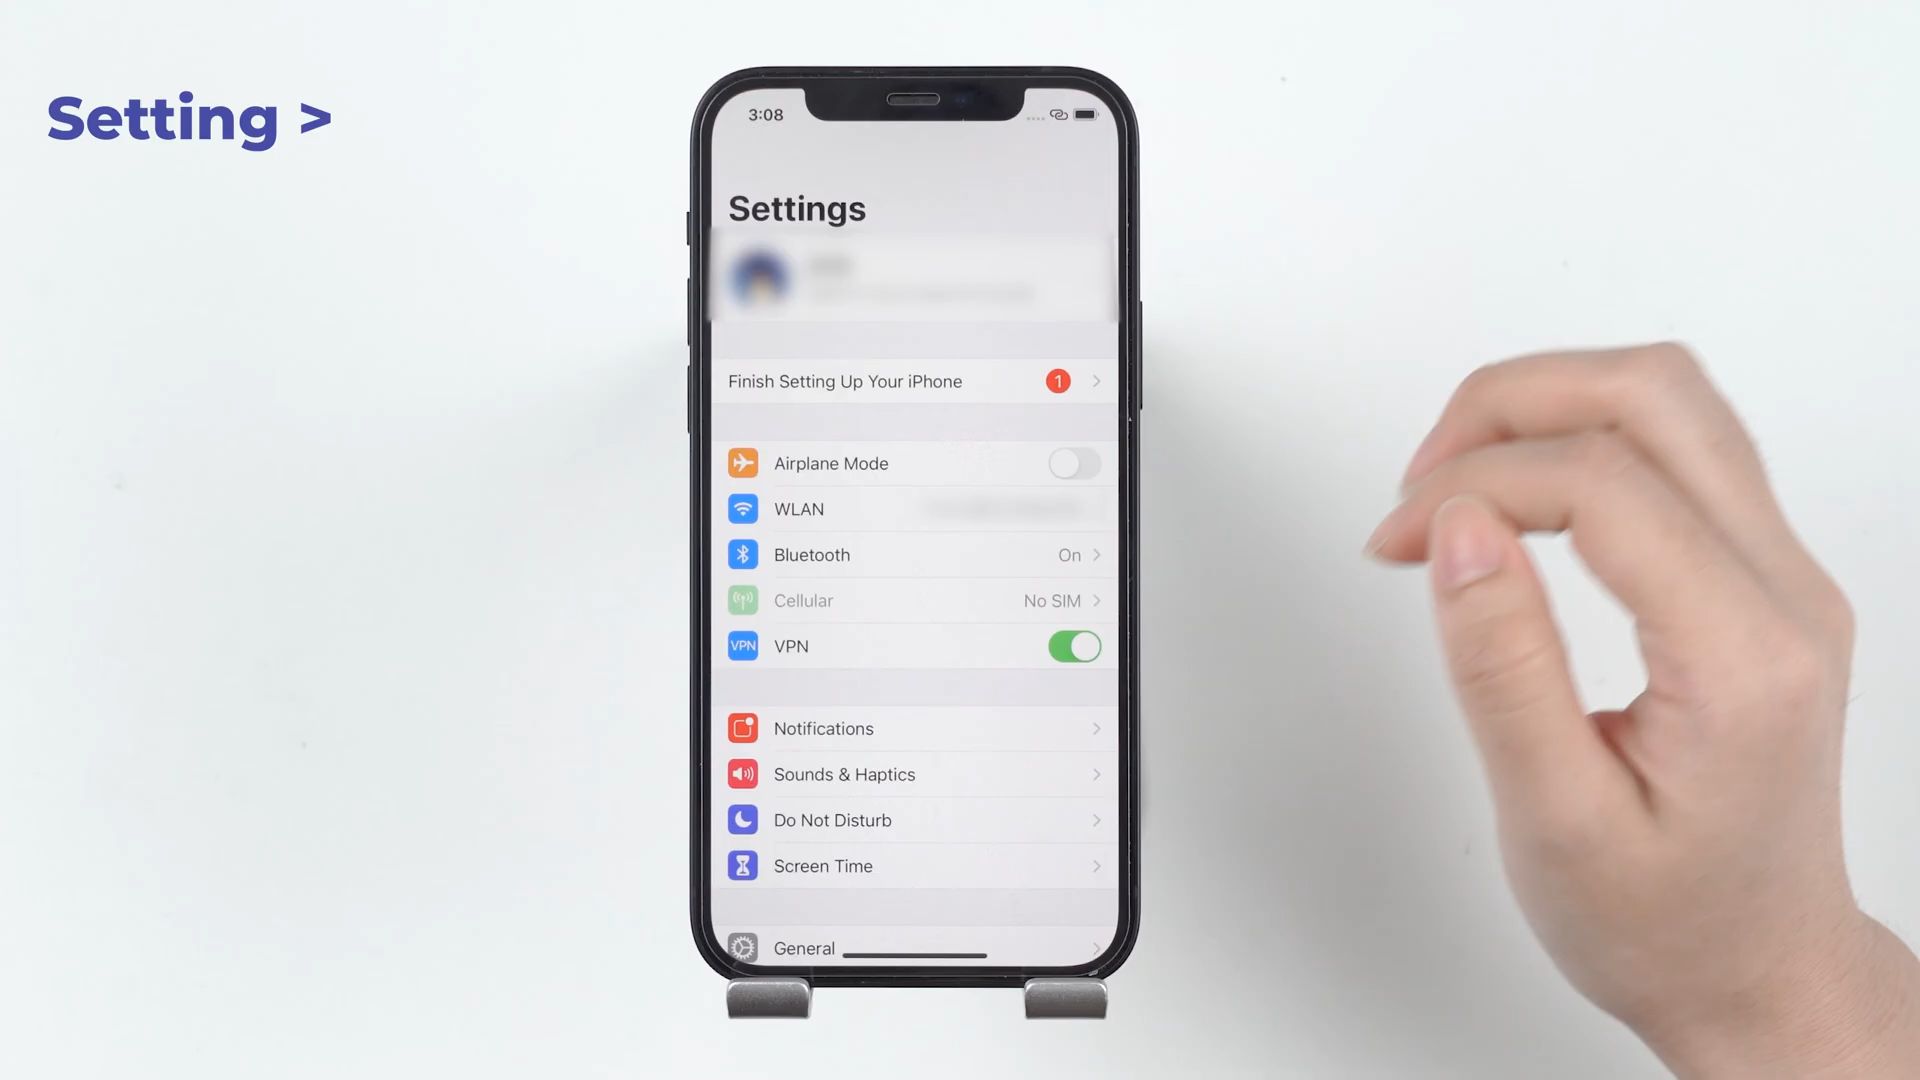 Setting >
3:08
Settings
Finish Setting Up Your iPhone 1
Airplane Mode
WLAN
Bluetooth On
Cellular No SIM
VPN VPN
Notifications
Sounds & Haptics
Do Not Disturb
Screen Time
General